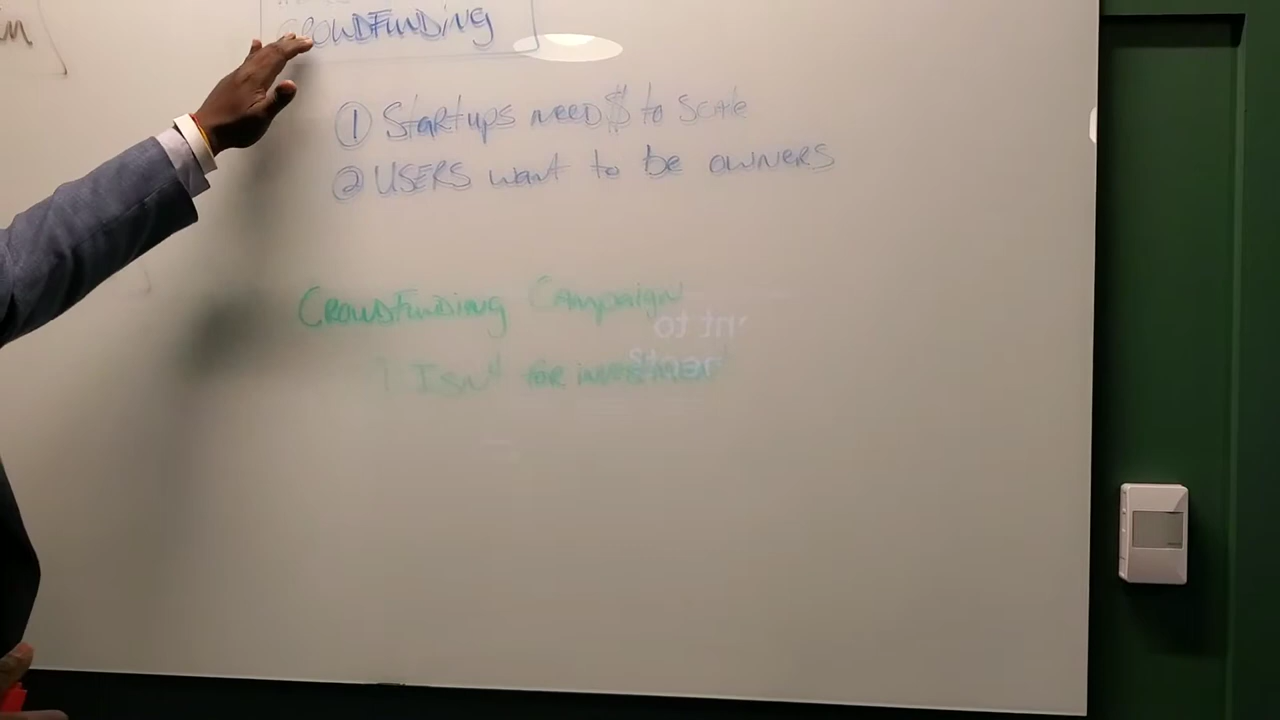 CROWDFUNDING
① Startups need $ to scale
② USERS want to be owners
CROWDFUNDING Campaign
Isn't for investment